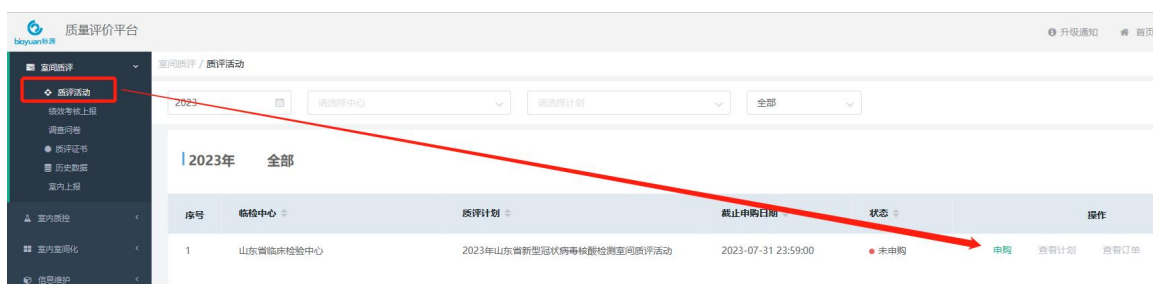 bioyuan标源
质量评价平台
升级通知
首页
室间质评
室间质评 / 质评活动
质评活动
绩效考核上报
调查问卷
质评证书
历史数据
室内上报
室内质控
室内室间化
信息维护
2023
请选择中心
请选择计划
全部
2023年 全部
序号 临检中心 质评计划 截止申购日期 状态 操作
1 山东省临床检验中心 2023年山东省新型冠状病毒核酸检测室间质评活动 2023-07-31 23:59:00 未申购 申购 查看计划 查看订单